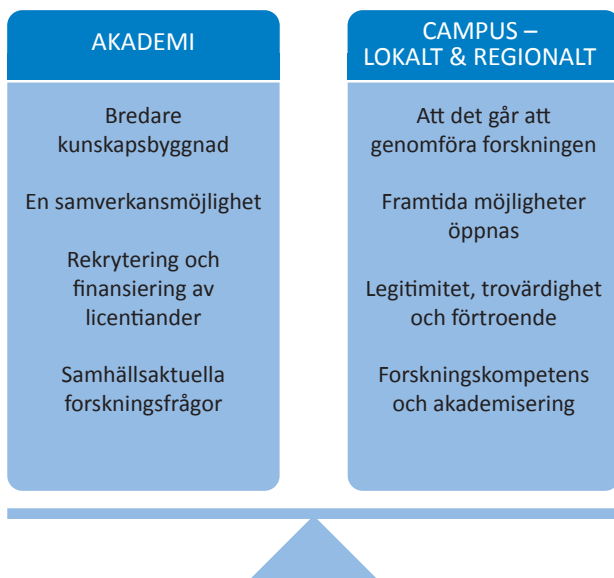 AKADEMI
Bredare
kunskapsbyggnad
En samverkansmöjlighet
Rekrytering och
finansiering av
licentiander
Samhällsaktuella
forskningsfrågor
CAMPUS –
LOKALT & REGIONALT
Att det går att
genomföra forskningen
Framtida möjligheter
öppnas
Legitimitet, trovärdighet
och förtroende
Forskningskompetens
och akademisering